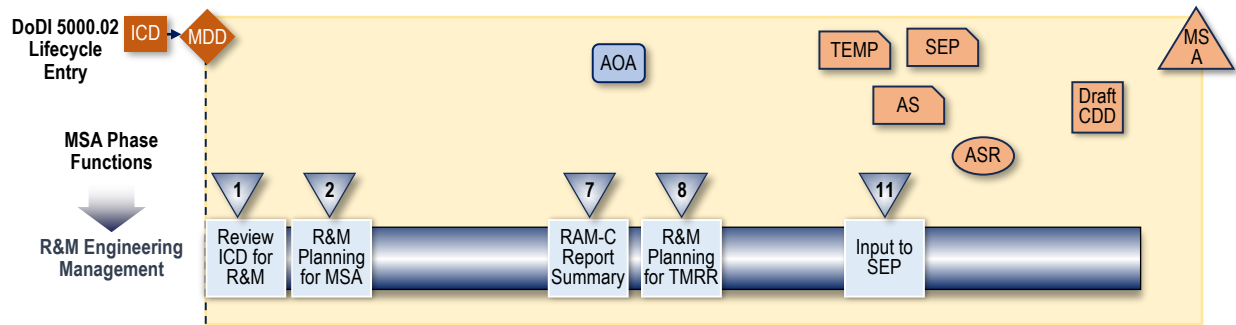 DoDI 5000.02
Lifecycle
Entry
ICD
MDD
AOA
TEMP
SEP
MS
A
AS
Draft
CDD
ASR
MSA Phase
Functions
R&M Engineering
Management
1
Review
ICD for
R&M
2
R&M
Planning
for MSA
7
RAM-C
Report
Summary
8
R&M
Planning
for TMRR
11
Input to
SEP